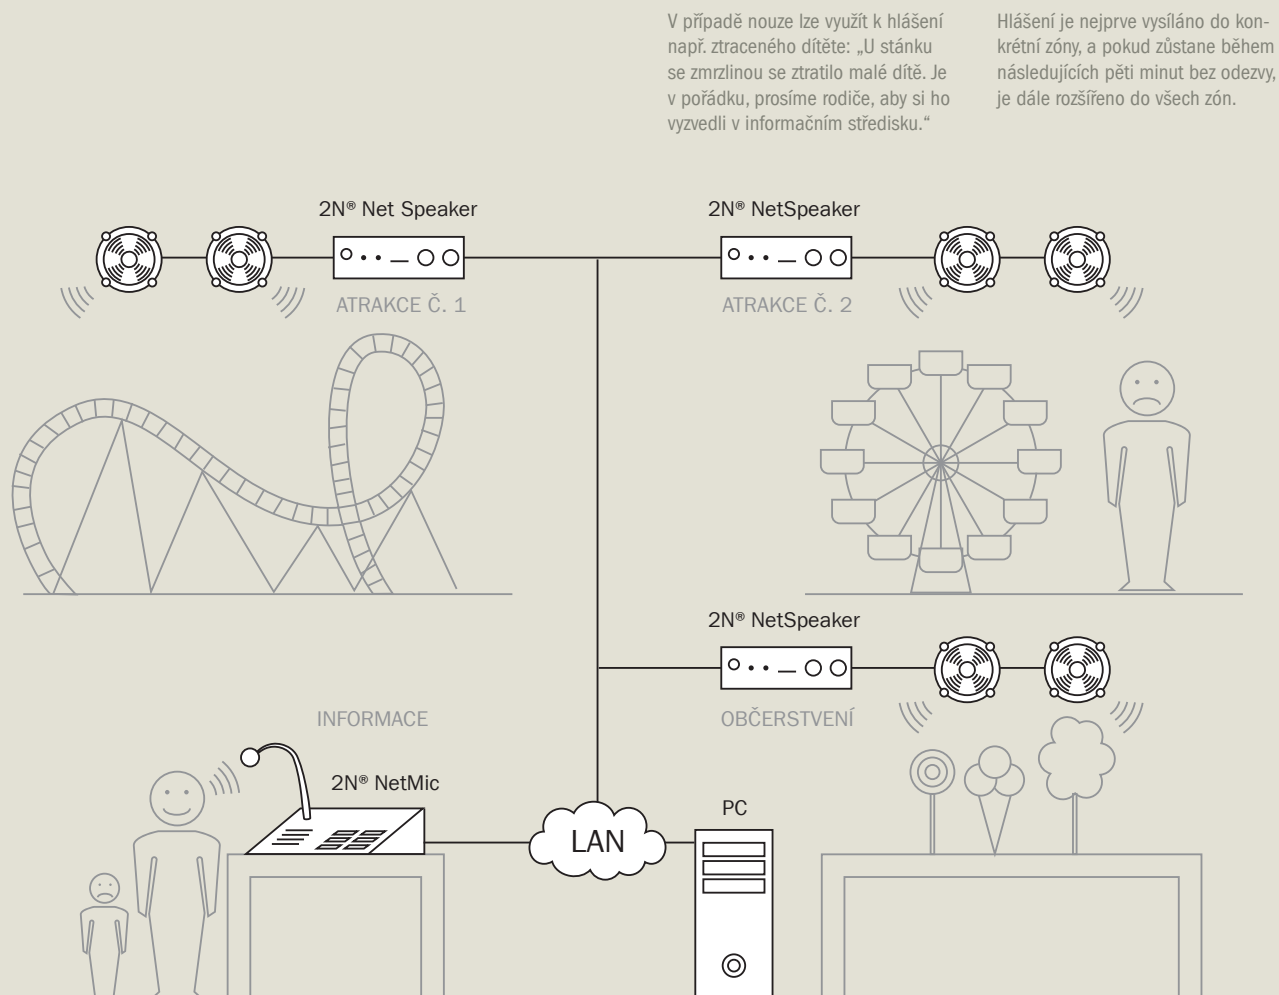 V případě nouze lze využít k hlášení
např. ztraceného dítěte: „U stánku
se zmrzlinou se ztratilo malé dítě. Je
v pořádku, prosíme rodiče, aby si ho
vyzvedli v informačním středisku.“
Hlášení je nejprve vysíláno do kon-
krétní zóny, a pokud zůstane během
následujících pěti minut bez odezvy,
je dále rozšířeno do všech zón.
2N® Net Speaker
2N® NetSpeaker
ATRAKCE Č. 1
ATRAKCE Č. 2
2N® NetSpeaker
INFORMACE
OBČERSTVENÍ
2N® NetMic
PC
LAN